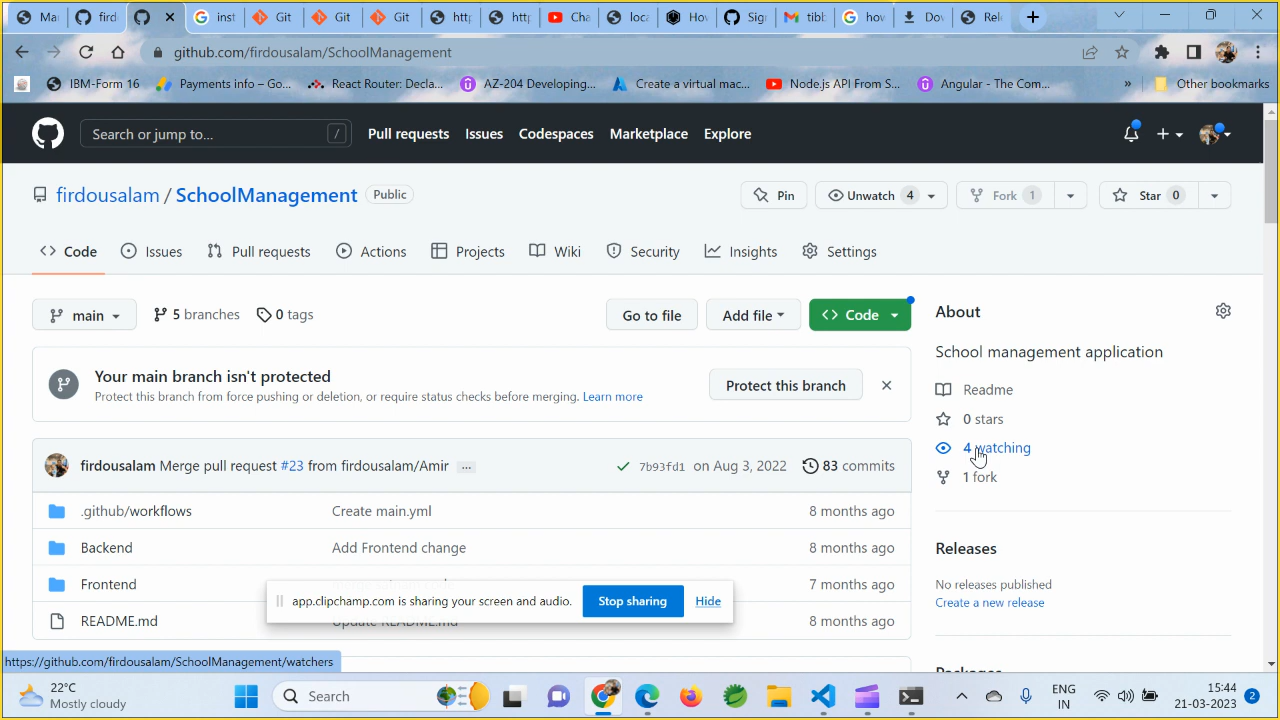 Ma
fird
inst
Git
Git
Git
http
http
Cha
loca
Hov
Sigr
tibb
hov
Dov
Rele
github.com/firdousalam/SchoolManagement
IBM-Form 16
Payments info – Go...
React Router: Decla...
AZ-204 Developing...
Create a virtual mac...
Node.js API From S...
Angular - The Com...
»
Other bookmarks
Search or jump to...
/
Pull requests
Issues
Codespaces
Marketplace
Explore
firdousalam / SchoolManagement Public
Pin
Unwatch 4
Fork 1
Star 0
Code
Issues
Pull requests
Actions
Projects
Wiki
Security
Insights
Settings
main
5 branches
0 tags
Go to file
Add file
Code
About
Your main branch isn't protected
Protect this branch from force pushing or deletion, or require status checks before merging. Learn more
Protect this branch
School management application
Readme
0 stars
4 watching
1 fork
firdousalam Merge pull request #23 from firdousalam/Amir ...
7b93fd1 on Aug 3, 2022
83 commits
.github/workflows Create main.yml 8 months ago
Backend Add Frontend change 8 months ago
Frontend 7 months ago
README.md Update README.md 8 months ago
Releases
No releases published
Create a new release
Packages
app.clipchamp.com is sharing your screen and audio.
Stop sharing
Hide
https://github.com/firdousalam/SchoolManagement/watchers
22°C
Mostly cloudy
Search
ENG
IN
15:44
21-03-2023
2